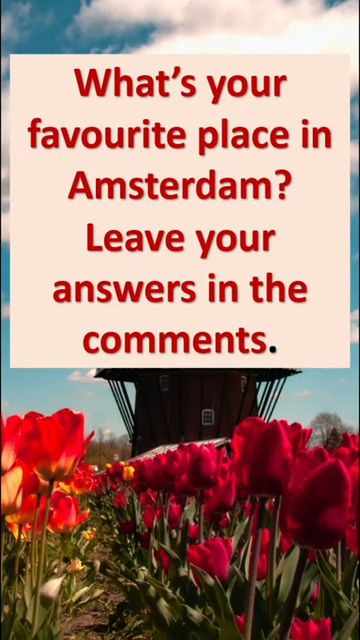 What’s your
favourite place in
Amsterdam?
Leave your
answers in the
comments.